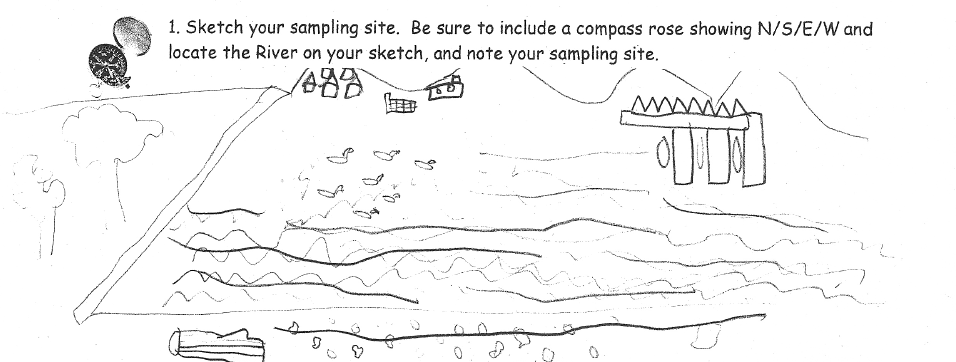 1. Sketch your sampling site. Be sure to include a compass rose showing N/S/E/W and
locate the River on your sketch, and note your sampling site.